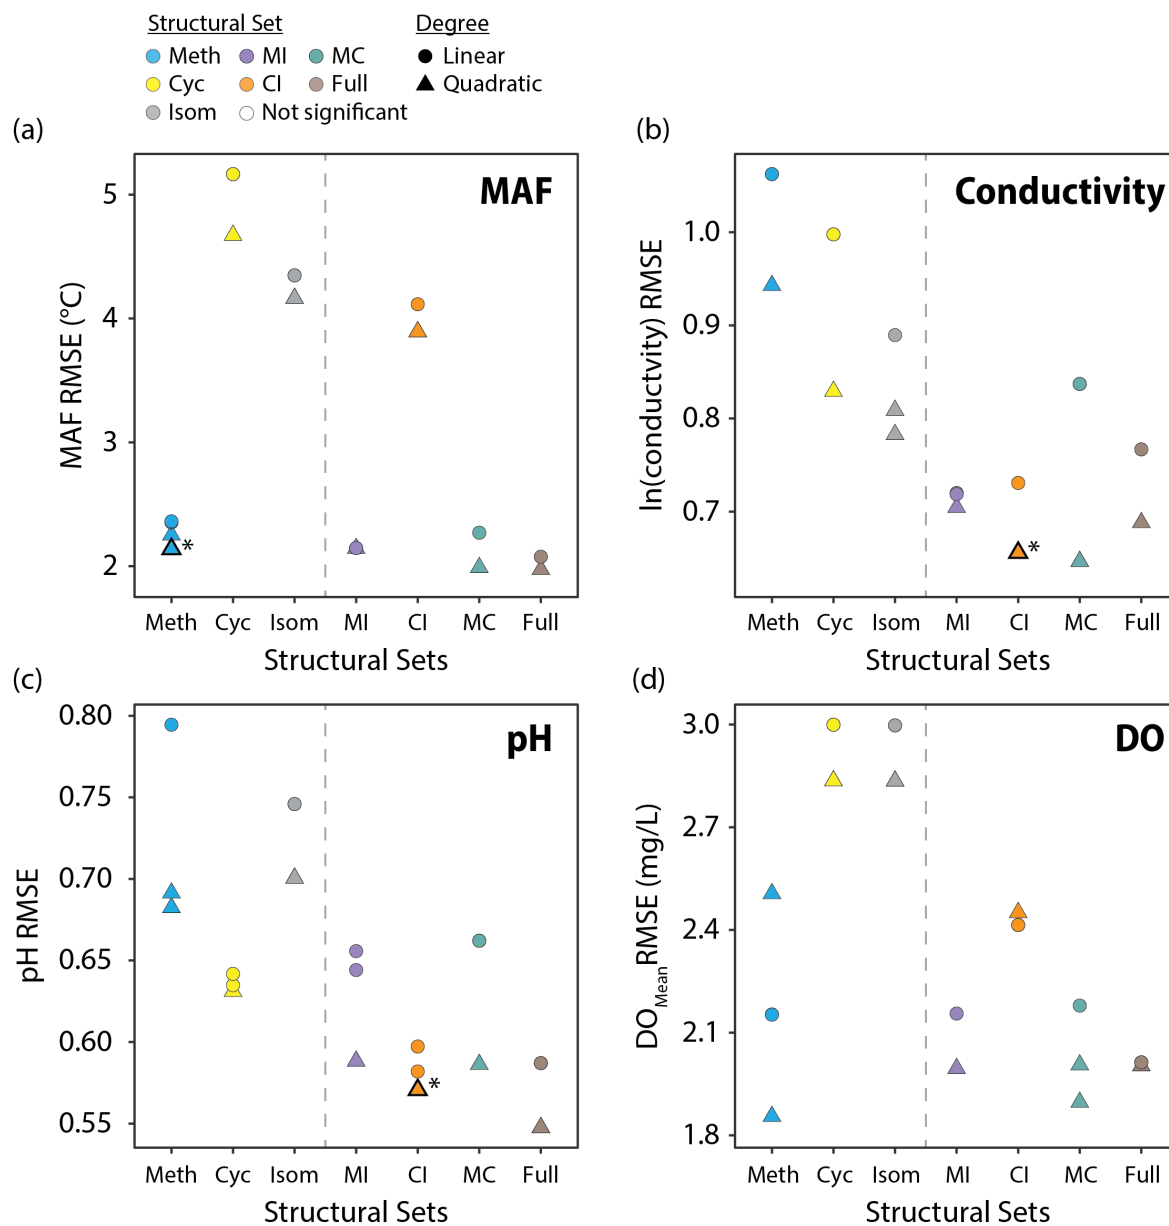 Structural Set
Degree
Meth MI MC
Linear
Cyc CI Full
Quadratic
Isom Not significant
(a)
MAF
MAF RMSE (°C)
5
4
3
2
*
Meth Cyc Isom MI CI MC Full
Structural Sets
(b)
Conductivity
ln(conductvity) RMSE
1.0
0.9
0.8
0.7
*
Meth Cyc Isom MI CI MC Full
Structural Sets
(c)
pH
pH RMSE
0.80
0.75
0.70
0.65
0.60
0.55
*
Meth Cyc Isom MI CI MC Full
Structural Sets
(d)
DO
DOMean RMSE (mg/L)
3.0
2.7
2.4
2.1
1.8
Meth Cyc Isom MI CI MC Full
Structural Sets